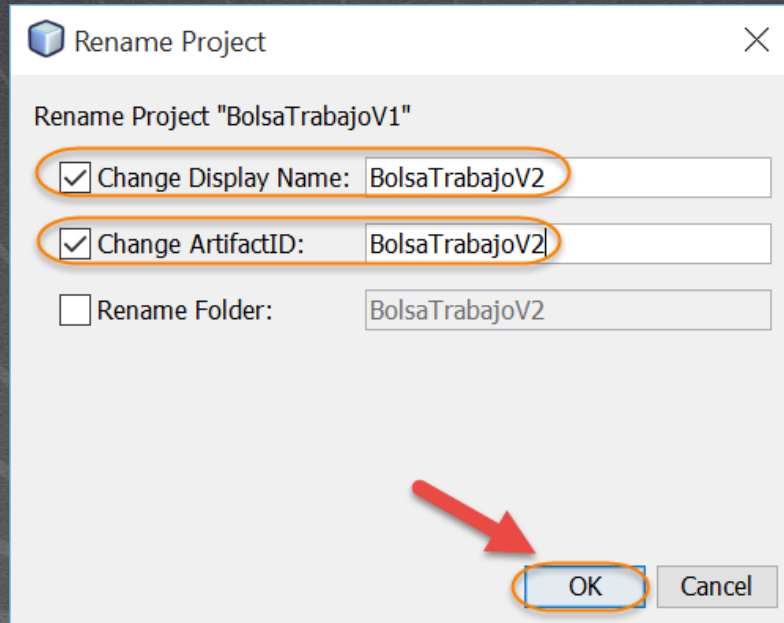 Rename Project
Rename Project "BolsaTrabajoV1"
Change Display Name: BolsaTrabajoV2
Change ArtifactID: BolsaTrabajoV2
Rename Folder: BolsaTrabajoV2
OK Cancel